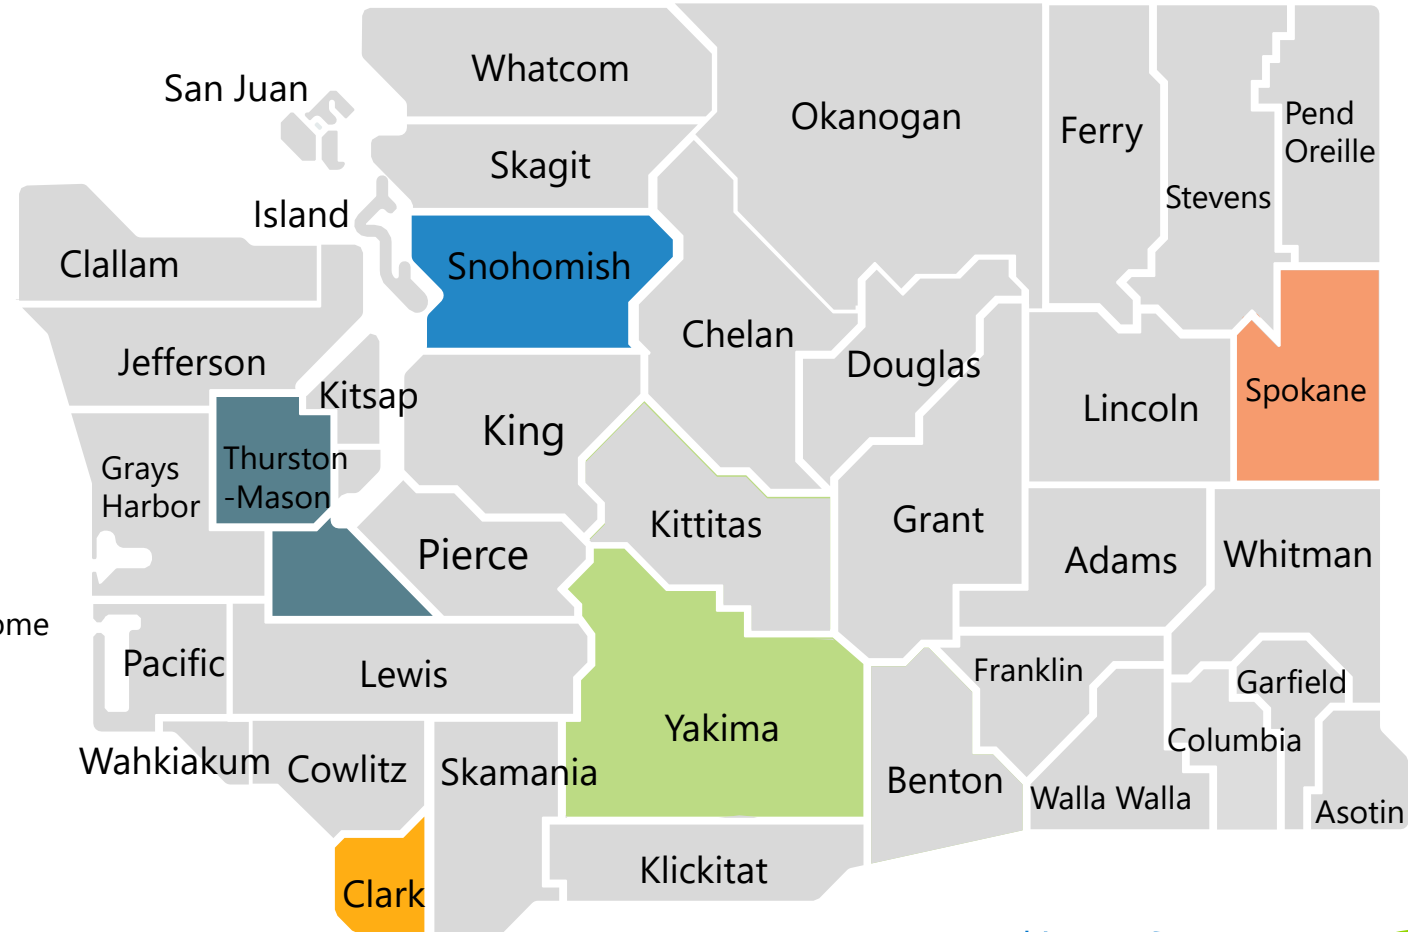 Whatcom
San Juan
Okanogan
Ferry
Pend
Oreille
Skagit
Stevens
Island
Clallam
Snohomish
Chelan
Jefferson
Douglas
Kitsap
Spokane
Lincoln
King
Thurston
-Mason
Grays
Harbor
Kittitas
Grant
Pierce
Adams
Whitman
ome
Pacific
Lewis
Franklin
Garfield
Yakima
Columbia
Wahkiakum
Cowlitz
Skamania
Benton
Walla Walla
Asotin
Klickitat
Clark